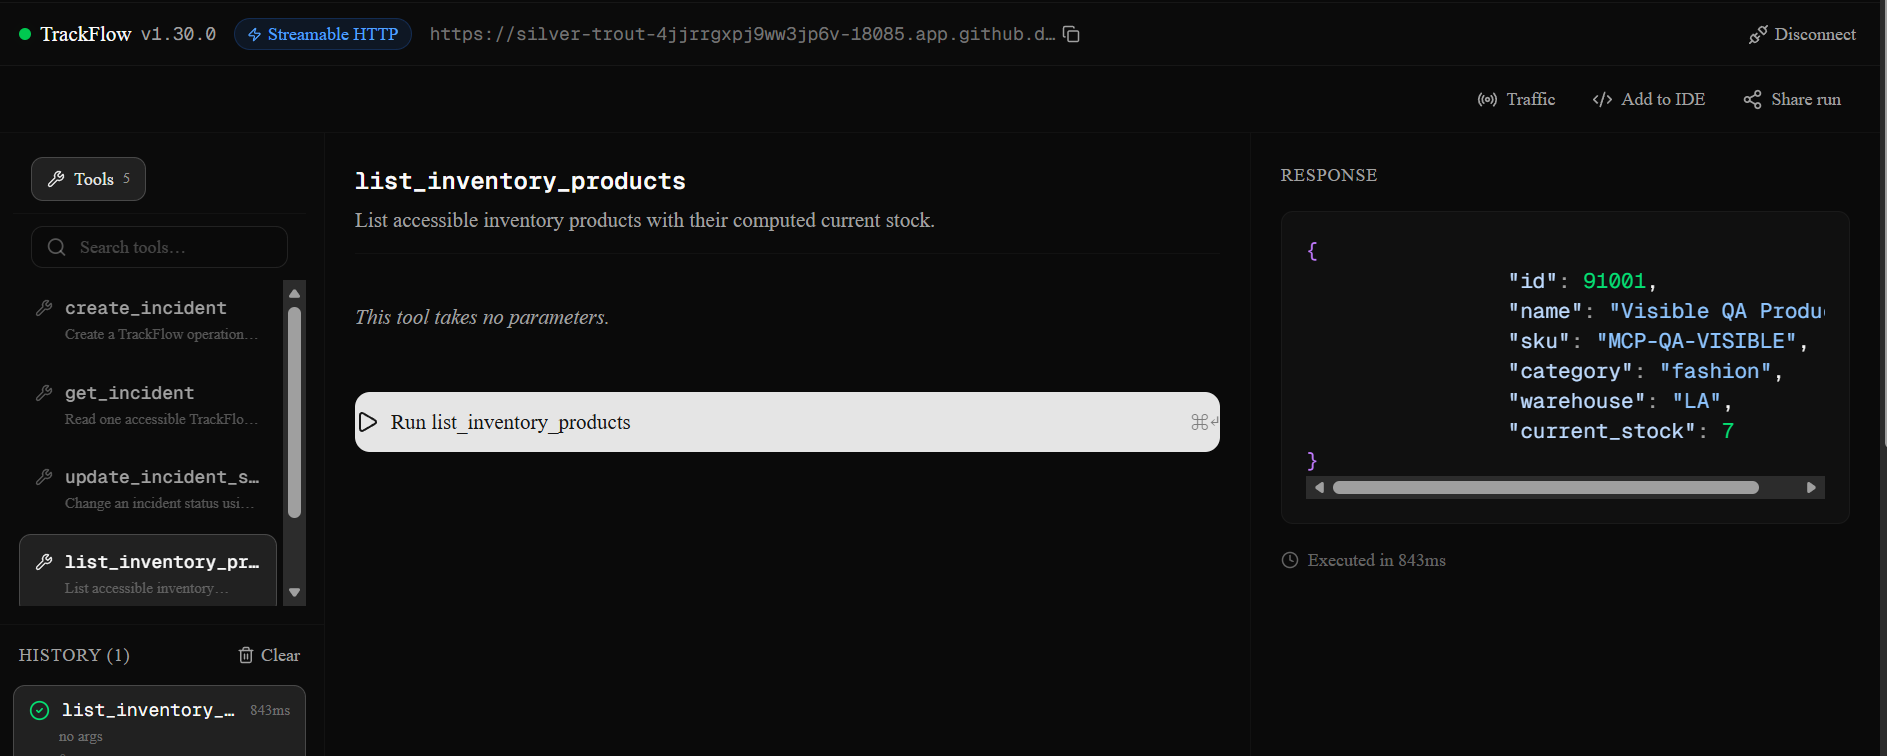 TrackFlow v1.30.0 Streamable HTTP https://silver-trout-4jjrrgxpj9ww3jp6v-18085.app.github.d… Disconnect
Traffic Add to IDE Share run
Tools 5
Search tools…
create_incident
Create a TrackFlow operation…
get_incident
Read one accessible TrackFlo…
update_incident_s…
Change an incident status usi…
list_inventory_pr…
List accessible inventory…
HISTORY (1) Clear
list_inventory_… 843ms
no args
list_inventory_products
List accessible inventory products with their computed current stock.
This tool takes no parameters.
Run list_inventory_products ⌘↵
RESPONSE
{
"id": 91001,
"name": "Visible QA Produ
"sku": "MCP-QA-VISIBLE",
"category": "fashion",
"warehouse": "LA",
"current_stock": 7
}
Executed in 843ms